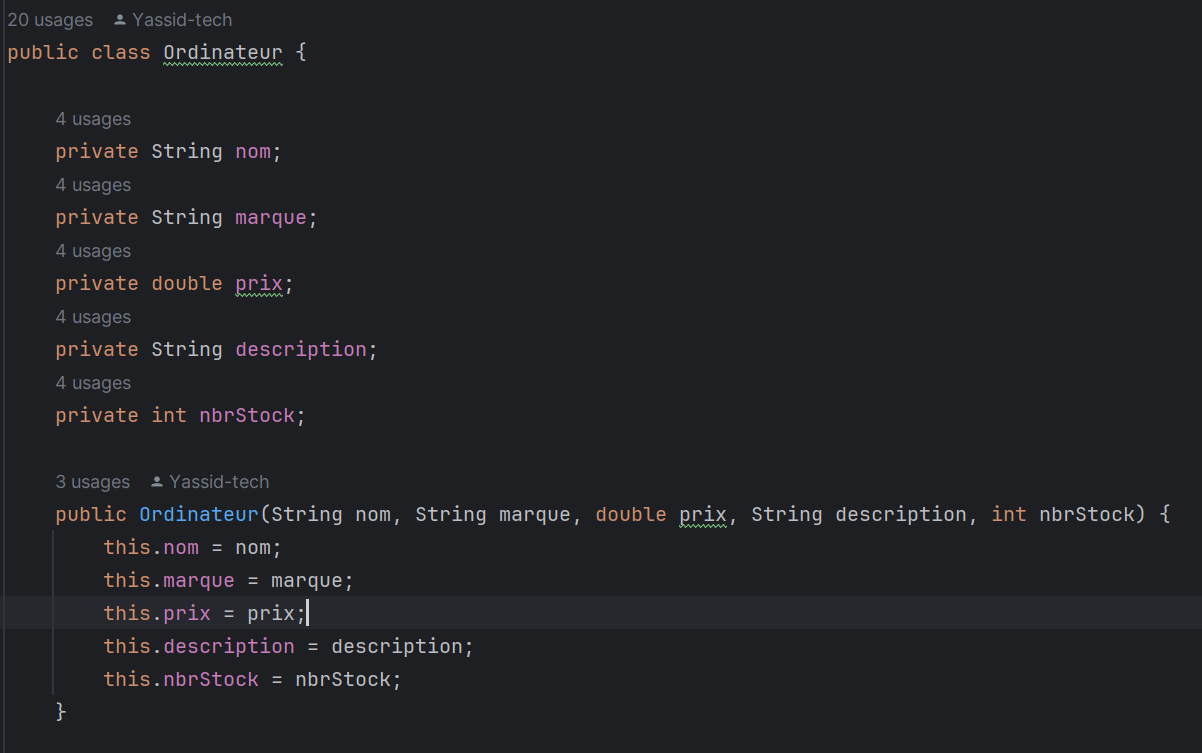 20 usages Yassid-tech
public class Ordinateur {
4 usages
private String nom;
4 usages
private String marque;
4 usages
private double prix;
4 usages
private String description;
4 usages
private int nbrStock;
3 usages Yassid-tech
public Ordinateur(String nom, String marque, double prix, String description, int nbrStock) {
this.nom = nom;
this.marque = marque;
this.prix = prix;
this.description = description;
this.nbrStock = nbrStock;
}